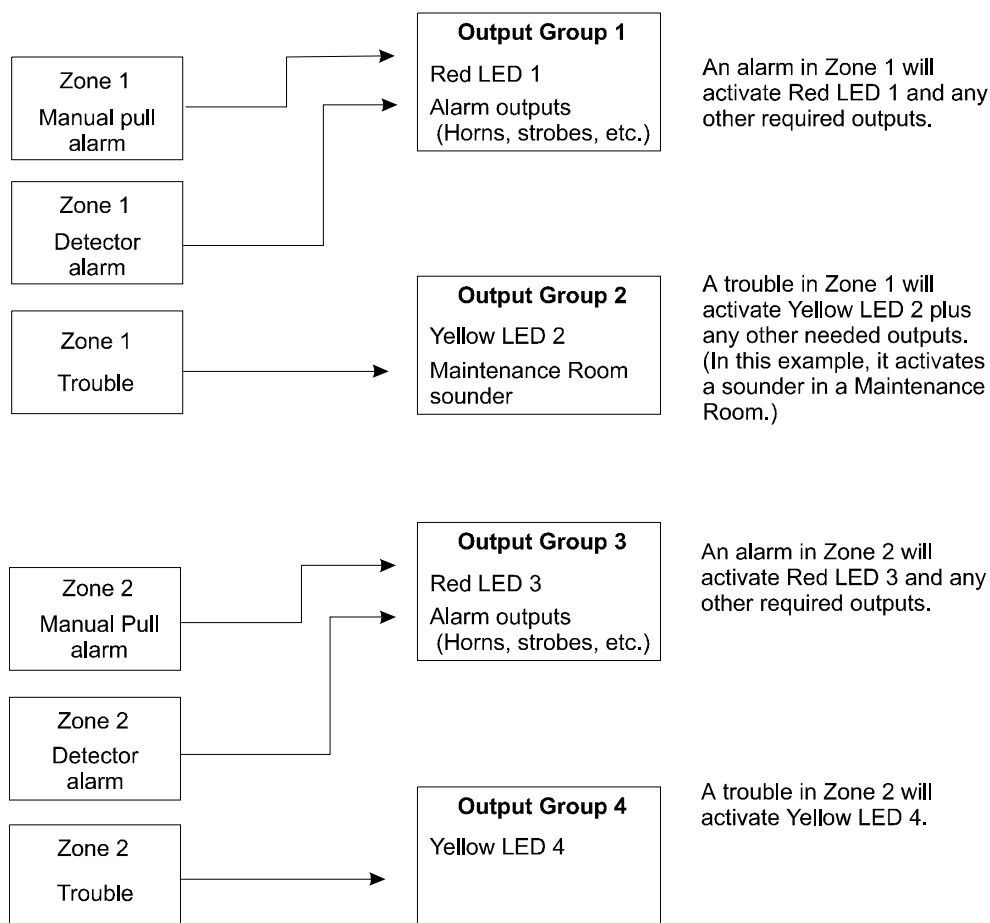 Zone 1
Manual pull
alarm
Output Group 1
Red LED 1
Alarm outputs
(Horns, strobes, etc.)
An alarm in Zone 1 will
activate Red LED 1 and any
other required outputs.
Zone 1
Detector
alarm
Zone 1
Trouble
Output Group 2
Yellow LED 2
Maintenance Room
sounder
A trouble in Zone 1 will
activate Yellow LED 2 plus
any other needed outputs.
(In this example, it activates
a sounder in a Maintenance
Room.)
Zone 2
Manual Pull
alarm
Output Group 3
Red LED 3
Alarm outputs
(Horns, strobes, etc.)
An alarm in Zone 2 will
activate Red LED 3 and any
other required outputs.
Zone 2
Detector
alarm
Zone 2
Trouble
Output Group 4
Yellow LED 4
A trouble in Zone 2 will
activate Yellow LED 4.